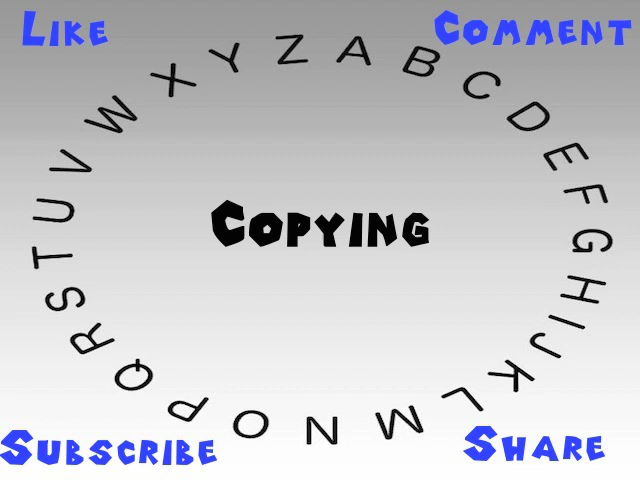 Like
Comment
A B C D E F G H I J K L M N O P Q R S T U V W X Y Z
Copying
Subscribe
Share